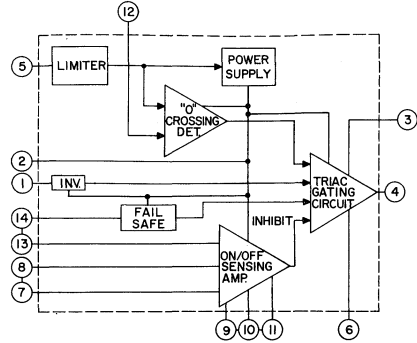 12
5
LIMITER
POWER
SUPPLY
"O"
CROSSING
DET.
3
2
1
INV.
TRIAC
GATING
CIRCUIT
4
14
FAIL
SAFE
INHIBIT
13
8
ON/OFF
SENSING
AMP.
7
9
10
11
6